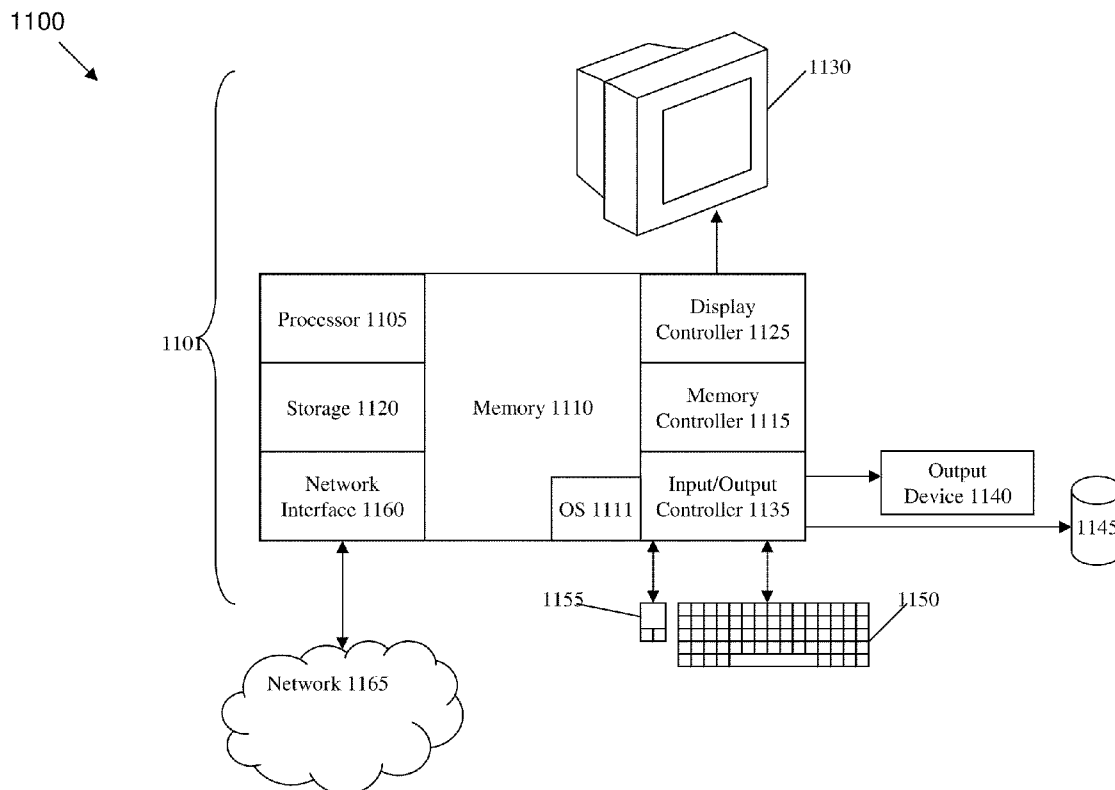 1100
1130
1101
Processor 1105
Display
Controller 1125
Storage 1120
Memory 1110
Memory
Controller 1115
Network
Interface 1160
OS 1111
Input/Output
Controller 1135
Output
Device 1140
1145
1155
1150
Network 1165